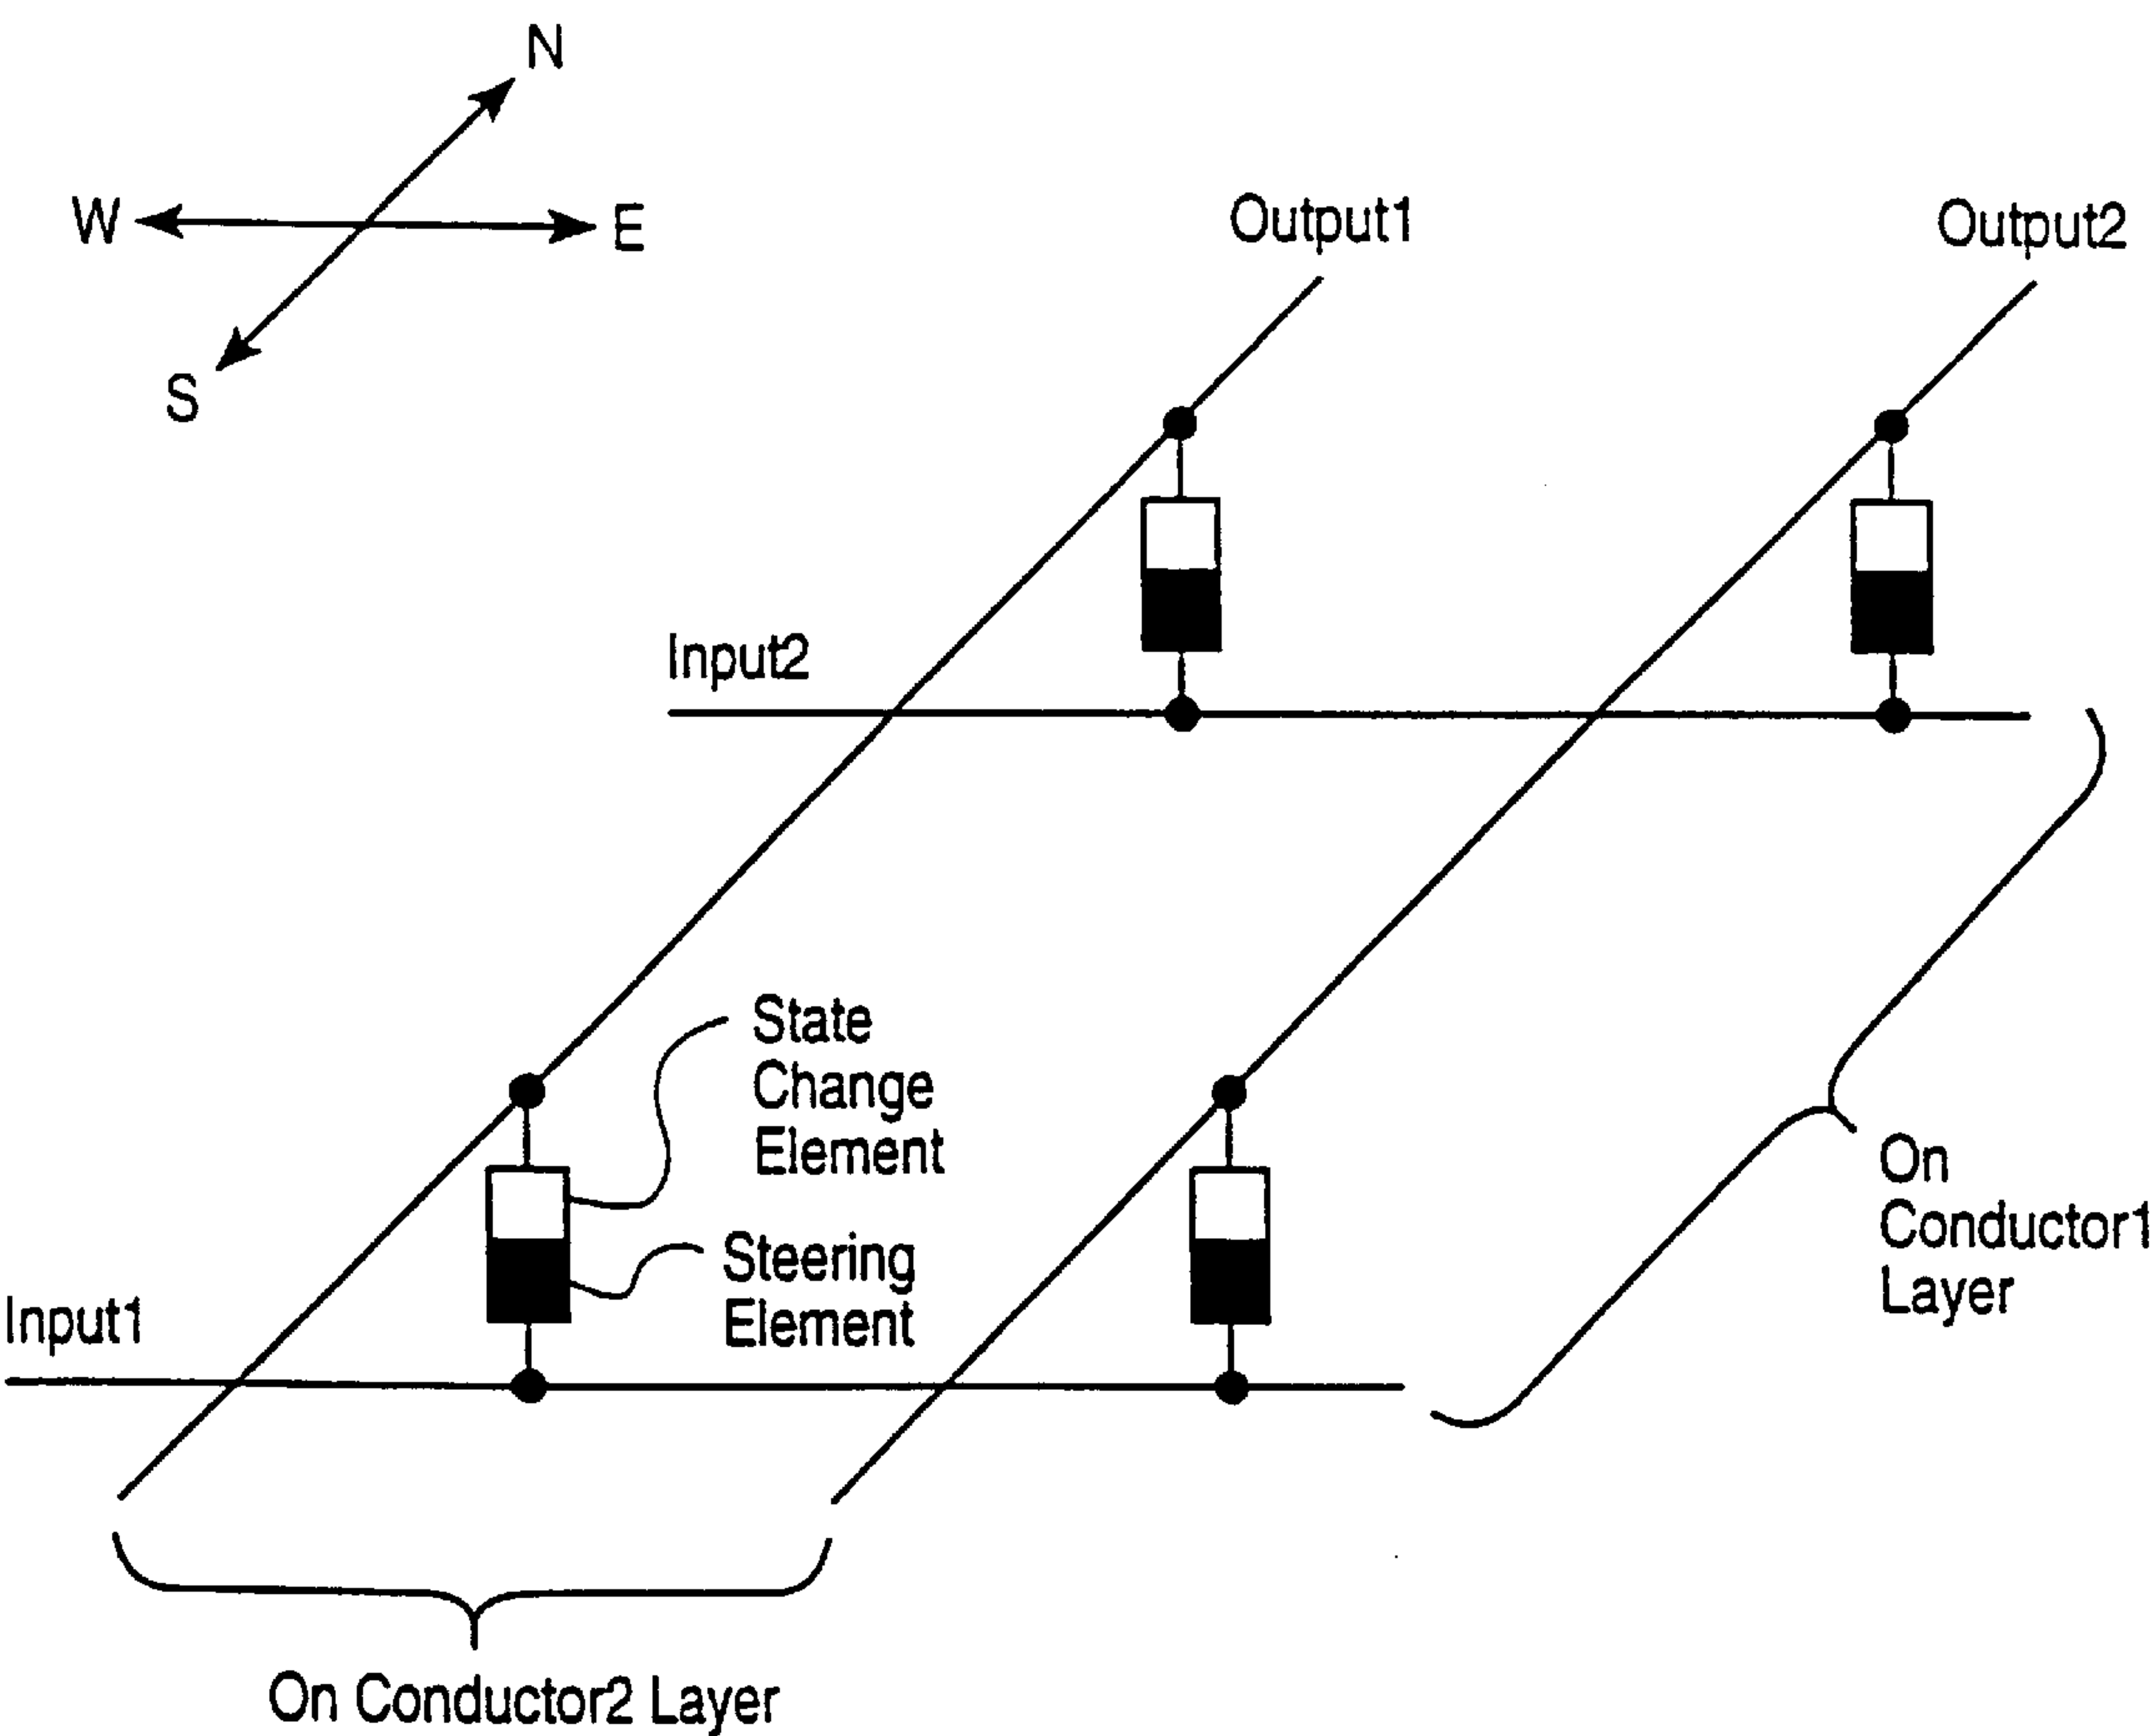 N
W
E
S
Output1
Output2
Input2
State
Change
Element
Steering
Element
On
Conductor1
Layer
Input1
On Conductor2 Layer